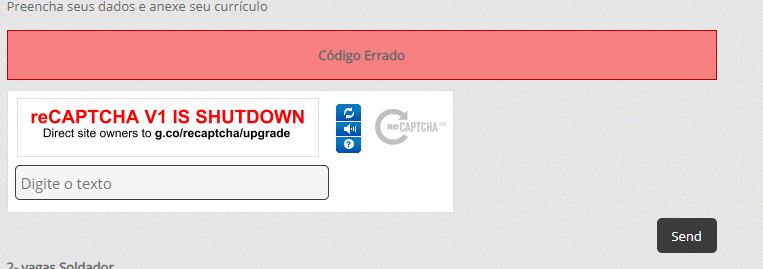 Preencha seus dados e anexe seu currículo
Código Errado
reCAPTCHA V1 IS SHUTDOWN
Direct site owners to g.co/recaptcha/upgrade
reCAPTCHA™
Digite o texto
Send
2- vagas Soldador